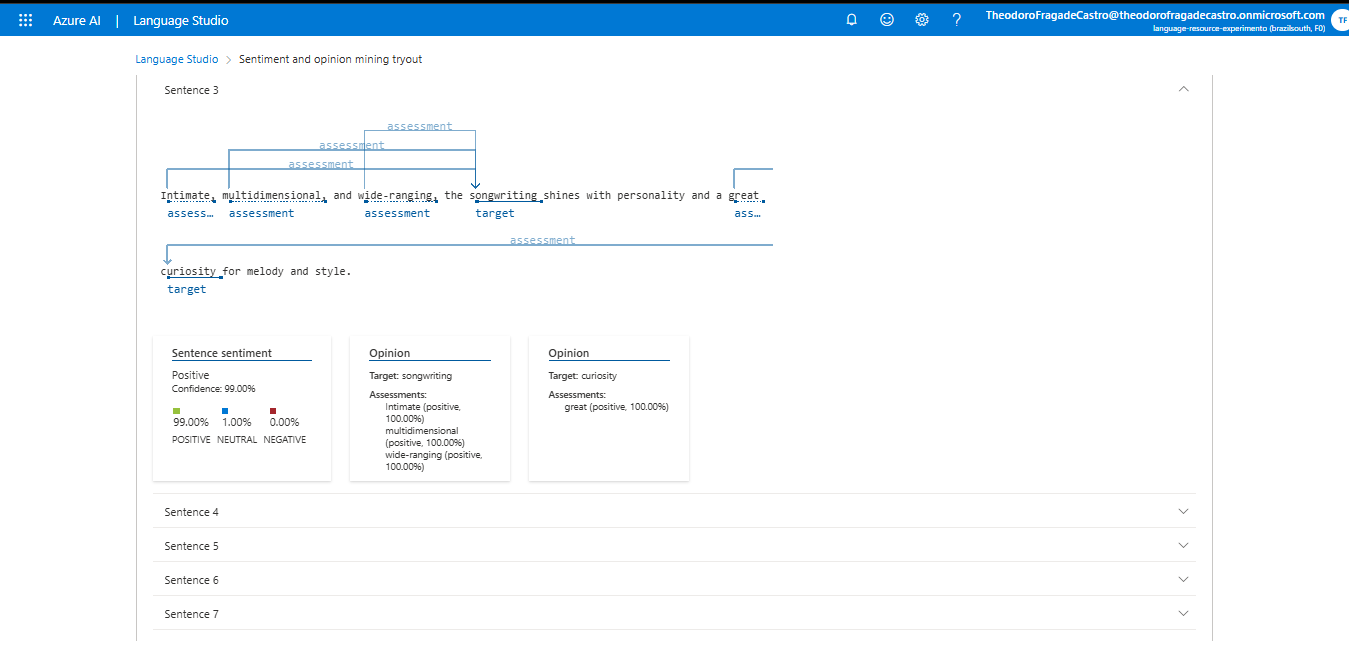 Azure AI | Language Studio
TheodoroFragadeCastro@theodorofragadecastro.onmicrosoft.com
language-resource-experimento (brazilsouth, F0)
TF
Language Studio > Sentiment and opinion mining tryout
Sentence 3
assessment
assessment
assessment
Intimate, multidimensional, and wide-ranging, the songwriting shines with personality and a great
assess… assessment assessment target ass…
assessment
curiosity for melody and style.
target
Sentence sentiment
Positive
Confidence: 99.00%
99.00% 1.00% 0.00%
POSITIVE NEUTRAL NEGATIVE
Opinion
Target: songwriting
Assessments:
Intimate (positive,
100.00%)
multidimensional
(positive, 100.00%)
wide-ranging (positive,
100.00%)
Opinion
Target: curiosity
Assessments:
great (positive, 100.00%)
Sentence 4
Sentence 5
Sentence 6
Sentence 7